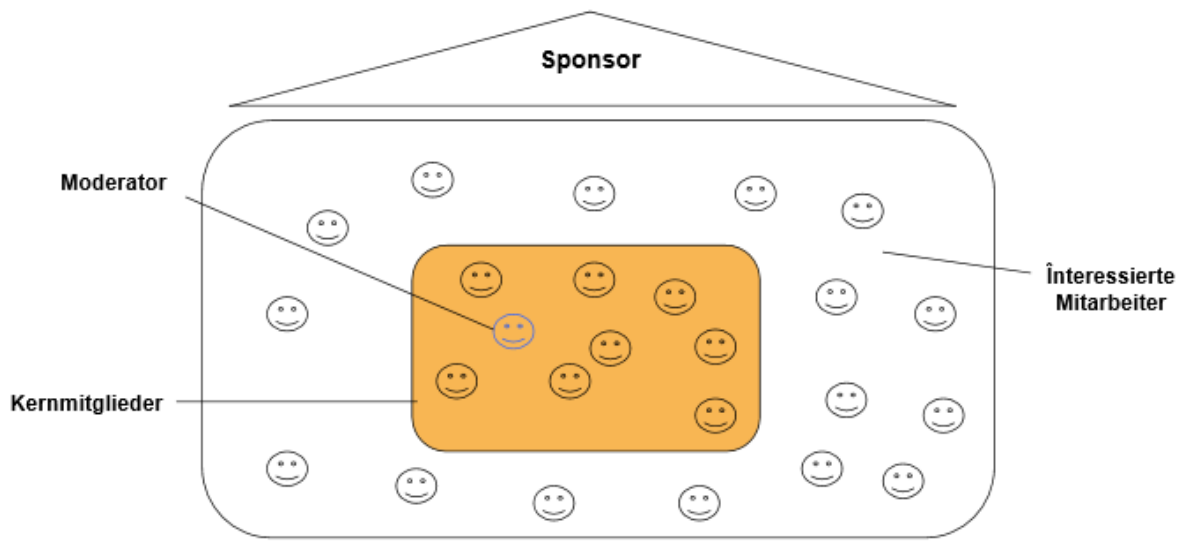 Sponsor
Moderator
Înteressierte
Mitarbeiter
Kernmitglieder